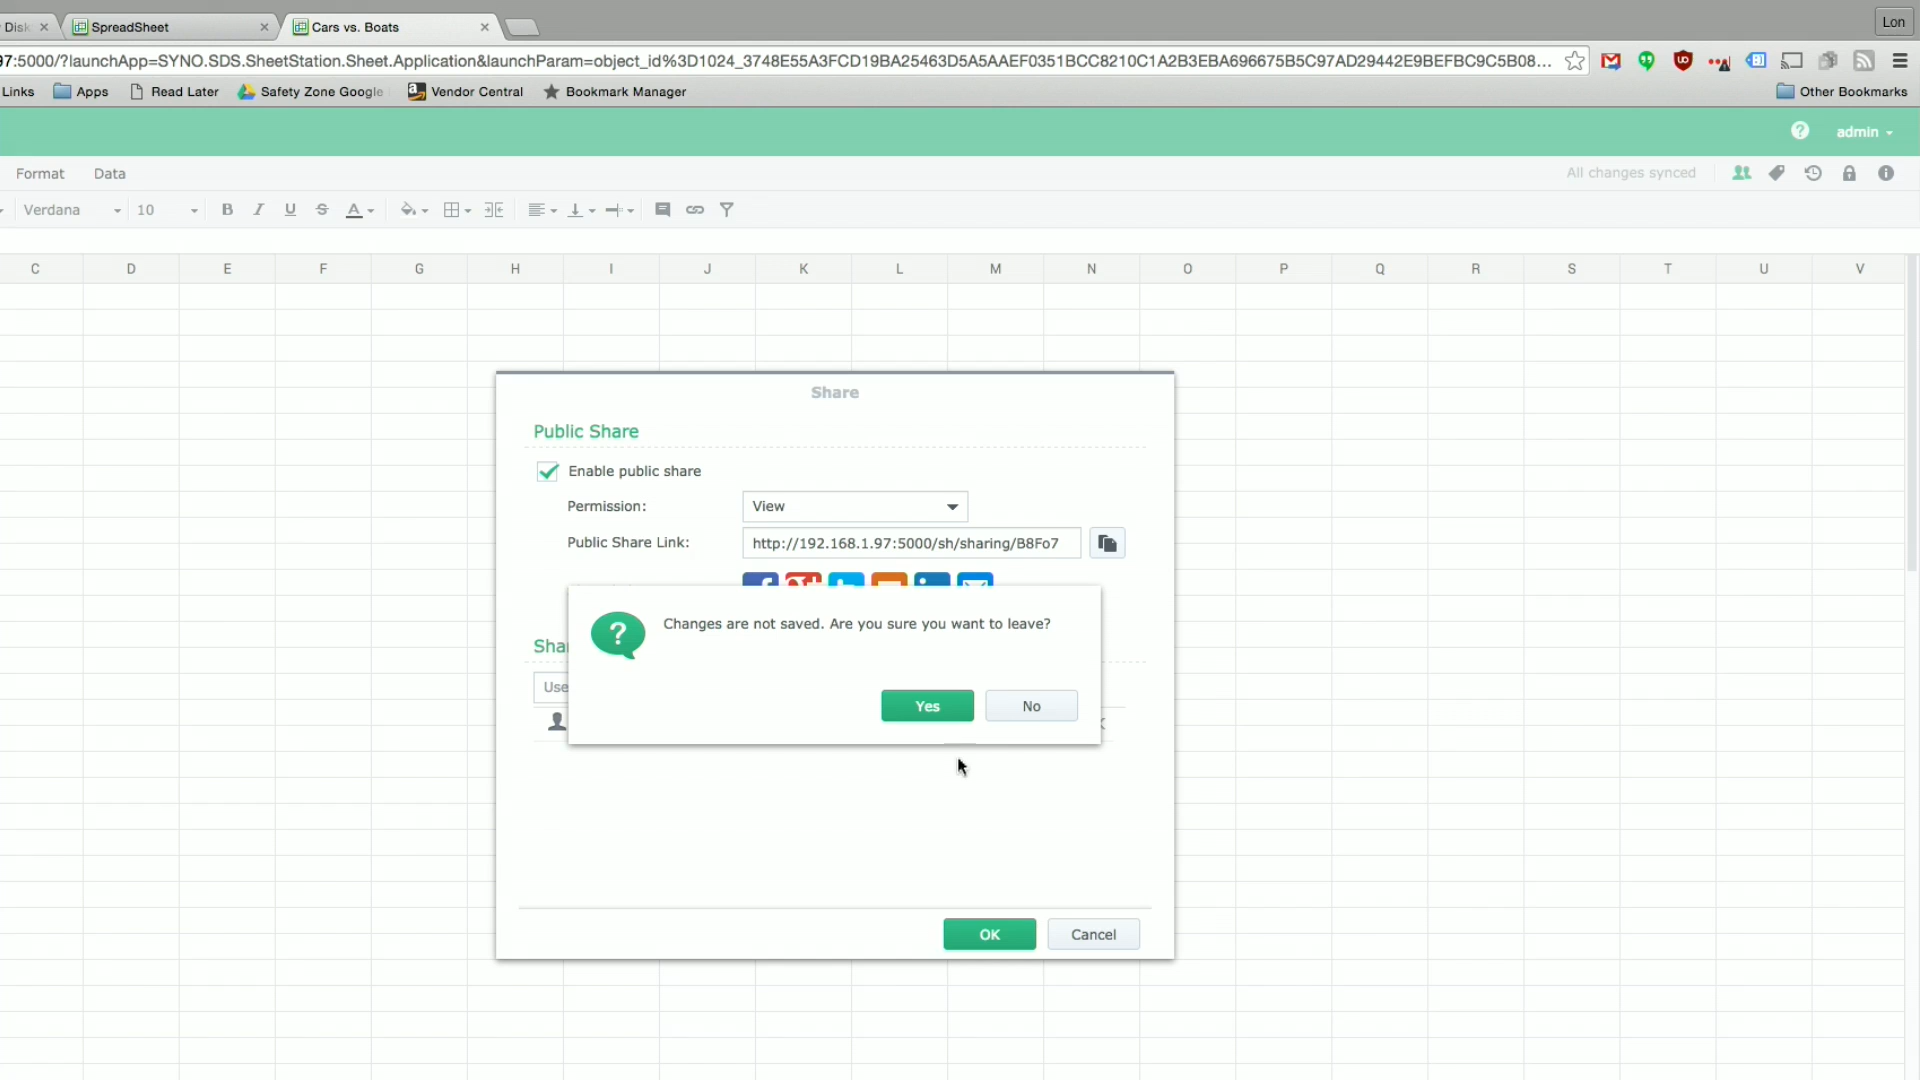 Disk
SpreadSheet
Cars vs. Boats
Lon
97:5000/?launchApp=SYNO.SDS.SheetStation.Sheet.Application&launchParam=object_id%3D1024_3748E55A3FCD19BA25463D5A5AAEF0351BCC8210C1A2B3EBA696675B5C97AD29442E9BEFBC9C5B08...
Links Apps Read Later Safety Zone Google Vendor Central Bookmark Manager Other Bookmarks
admin
Format Data All changes synced
Verdana 10 B I U S A
C D E F G H I J K L M N O P Q R S T U V
Share
Public Share
Enable public share
Permission: View
Public Share Link: http://192.168.1.97:5000/sh/sharing/B8Fo7
Changes are not saved. Are you sure you want to leave?
Shar
Use
Yes No
OK Cancel